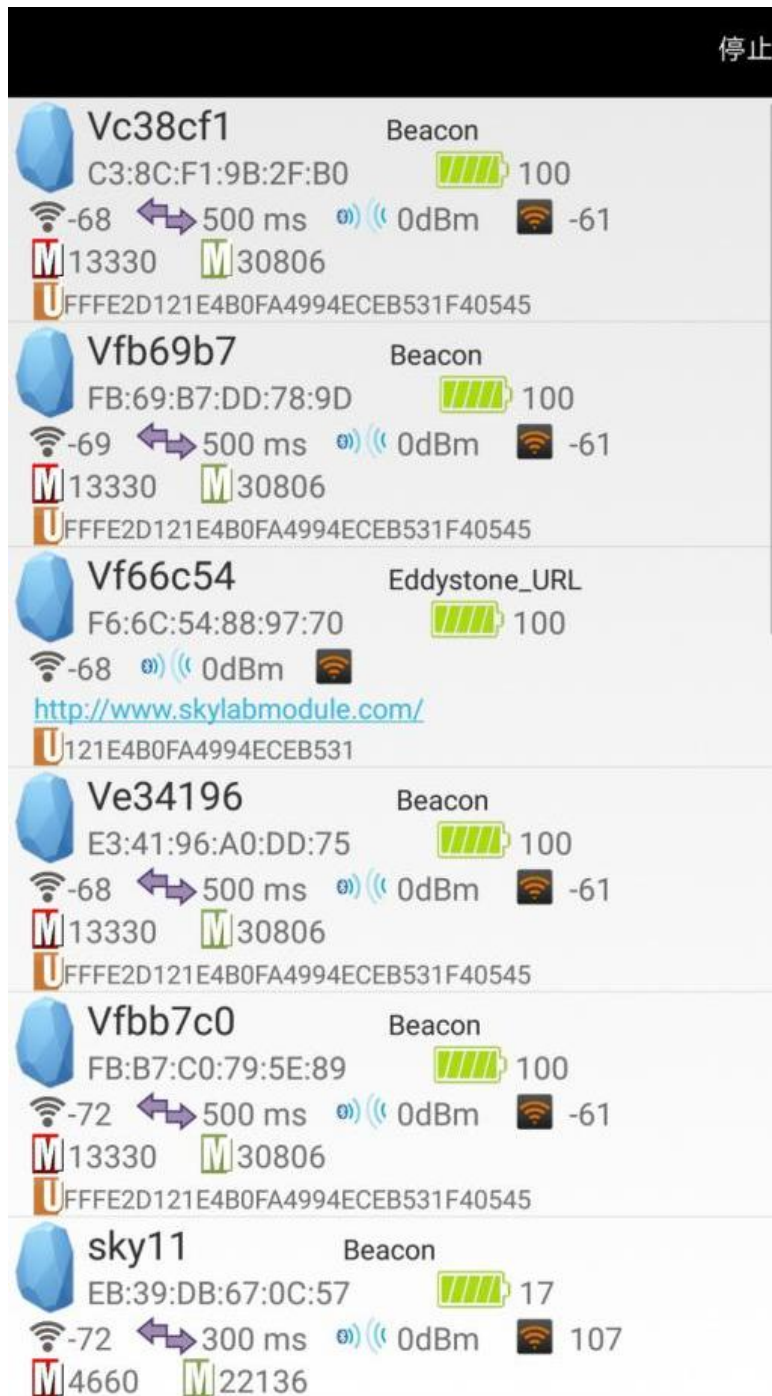 停止
Vc38cf1 Beacon
C3:8C:F1:9B:2F:B0 100
-68 500 ms 0dBm -61
M 13330 M 30806
U FFFE2D121E4B0FA4994ECEB531F40545
Vfb69b7 Beacon
FB:69:B7:DD:78:9D 100
-69 500 ms 0dBm -61
M 13330 M 30806
U FFFE2D121E4B0FA4994ECEB531F40545
Vf66c54 Eddystone_URL
F6:6C:54:88:97:70 100
-68 0dBm
http://www.skylabmodule.com/
U 121E4B0FA4994ECEB531
Ve34196 Beacon
E3:41:96:A0:DD:75 100
-68 500 ms 0dBm -61
M 13330 M 30806
U FFFE2D121E4B0FA4994ECEB531F40545
Vfbb7c0 Beacon
FB:B7:C0:79:5E:89 100
-72 500 ms 0dBm -61
M 13330 M 30806
U FFFE2D121E4B0FA4994ECEB531F40545
sky11 Beacon
EB:39:DB:67:0C:57 17
-72 300 ms 0dBm 107
M 4660 M 22136